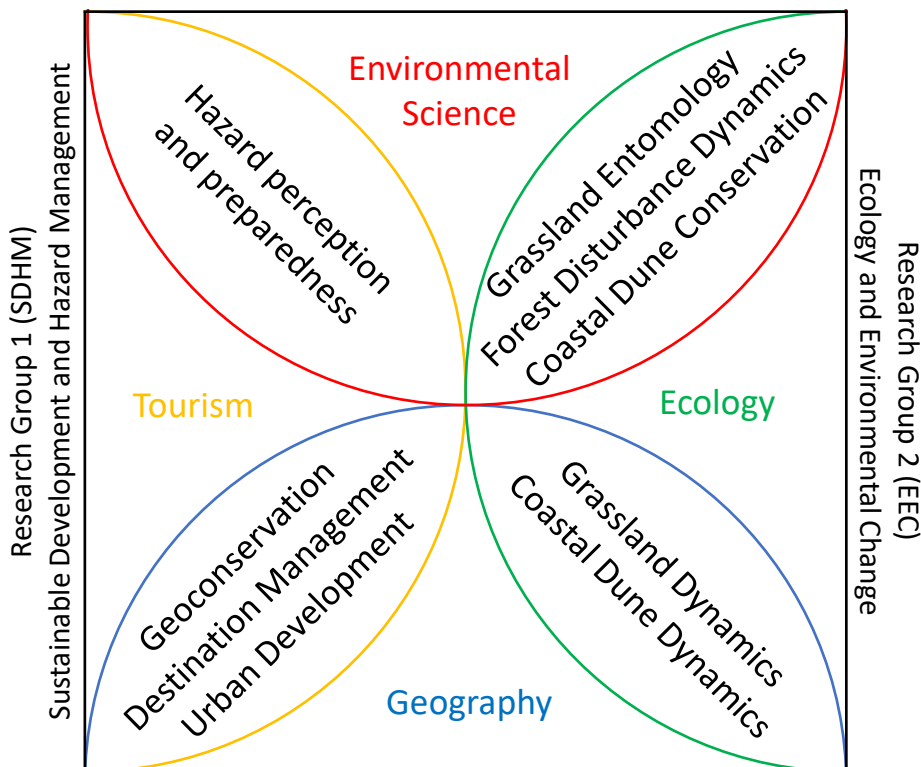 Research Group 1 (SDHM)
Sustainable Development and Hazard Management
Environmental
Science
Hazard perception
and preparedness
Grassland Entomology
Forest Disturbance Dynamics
Coastal Dune Conservation
Tourism
Ecology
Geoconservation
Destination Management
Urban Development
Grassland Dynamics
Coastal Dune Dynamics
Geography
Research Group 2 (EEC)
Ecology and Environmental Change